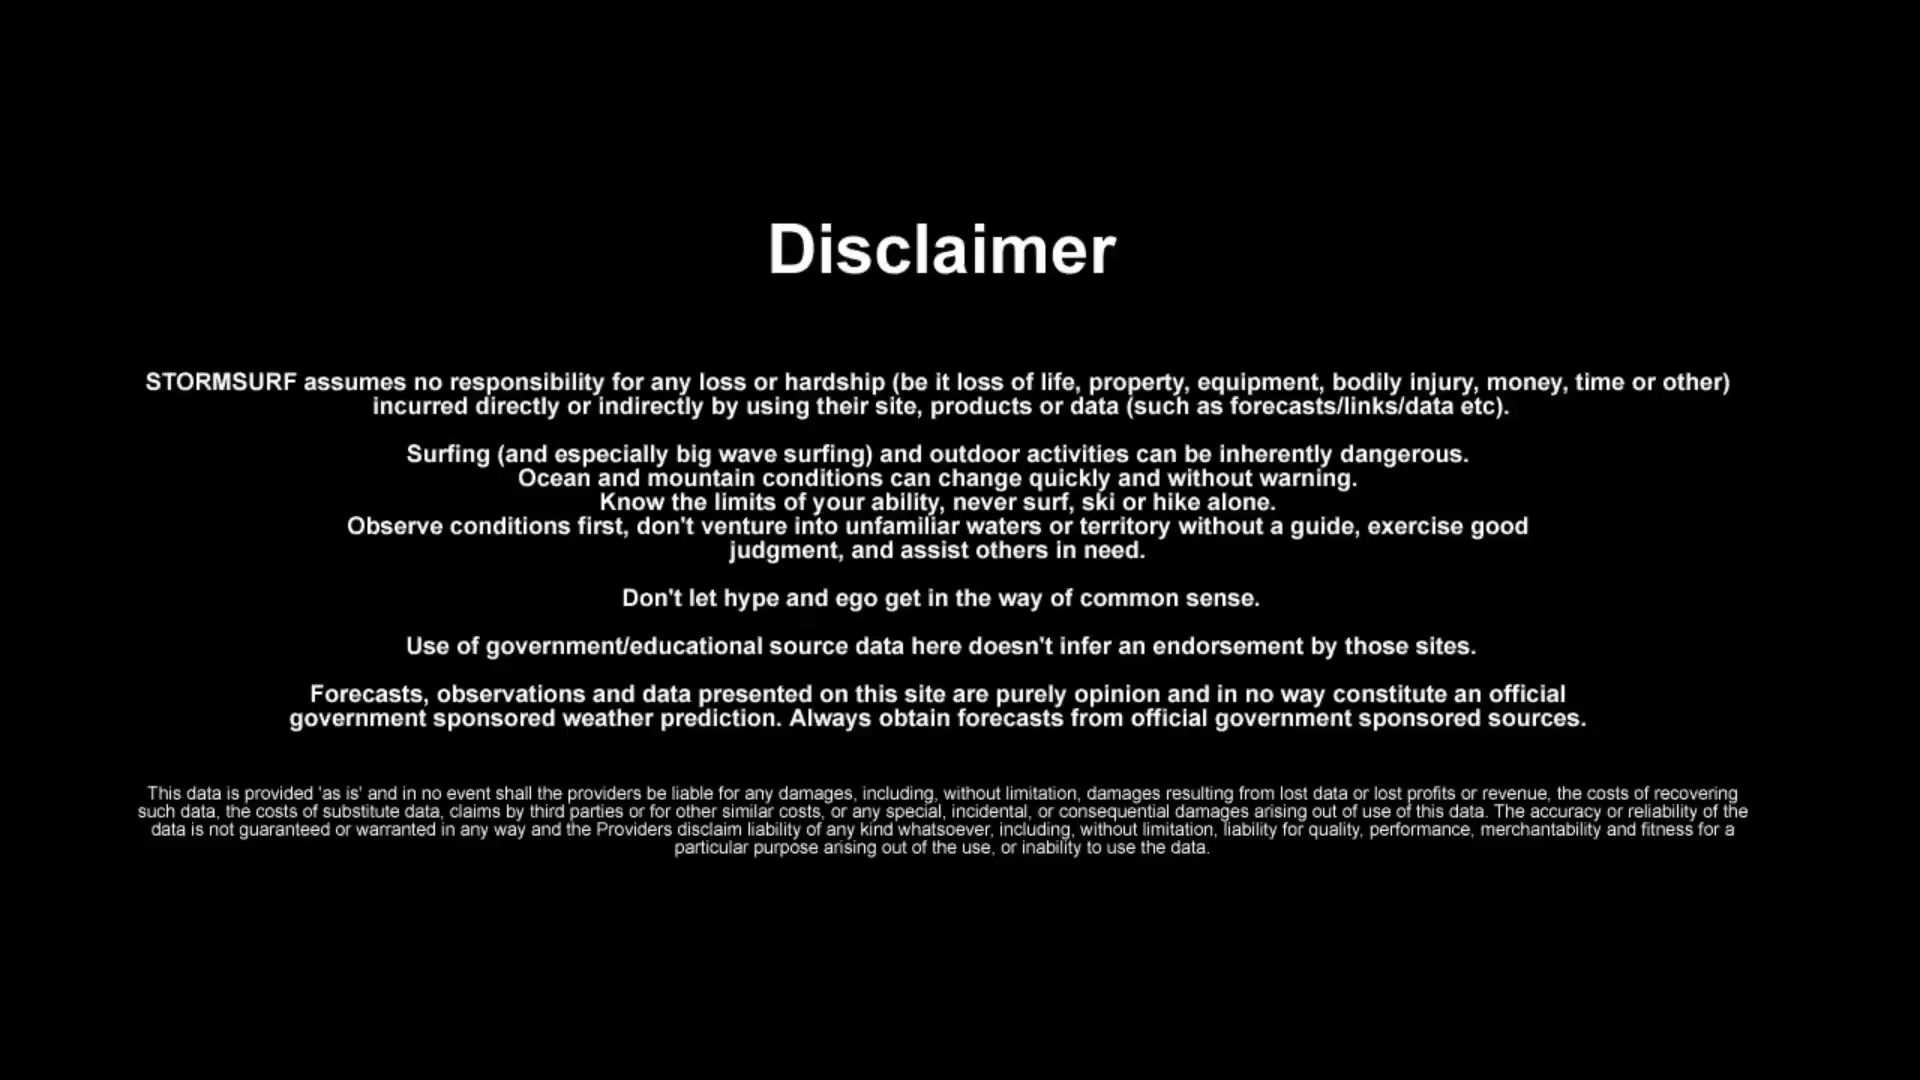 Disclaimer
STORMSURF assumes no responsibility for any loss or hardship (be it loss of life, property, equipment, bodily injury, money, time or other)
incurred directly or indirectly by using their site, products or data (such as forecasts/links/data etc).
Surfing (and especially big wave surfing) and outdoor activities can be inherently dangerous.
Ocean and mountain conditions can change quickly and without warning.
Know the limits of your ability, never surf, ski or hike alone.
Observe conditions first, don't venture into unfamiliar waters or territory without a guide, exercise good
judgment, and assist others in need.
Don't let hype and ego get in the way of common sense.
Use of government/educational source data here doesn't infer an endorsement by those sites.
Forecasts, observations and data presented on this site are purely opinion and in no way constitute an official
government sponsored weather prediction. Always obtain forecasts from official government sponsored sources.
This data is provided 'as is' and in no event shall the providers be liable for any damages, including, without limitation, damages resulting from lost data or lost profits or revenue, the costs of recovering
such data, the costs of substitute data, claims by third parties or for other similar costs, or any special, incidental, or consequential damages arising out of use of this data. The accuracy or reliability of the
data is not guaranteed or warranted in any way and the Providers disclaim liability of any kind whatsoever, including, without limitation, liability for quality, performance, merchantability and fitness for a
particular purpose arising out of the use, or inability to use the data.